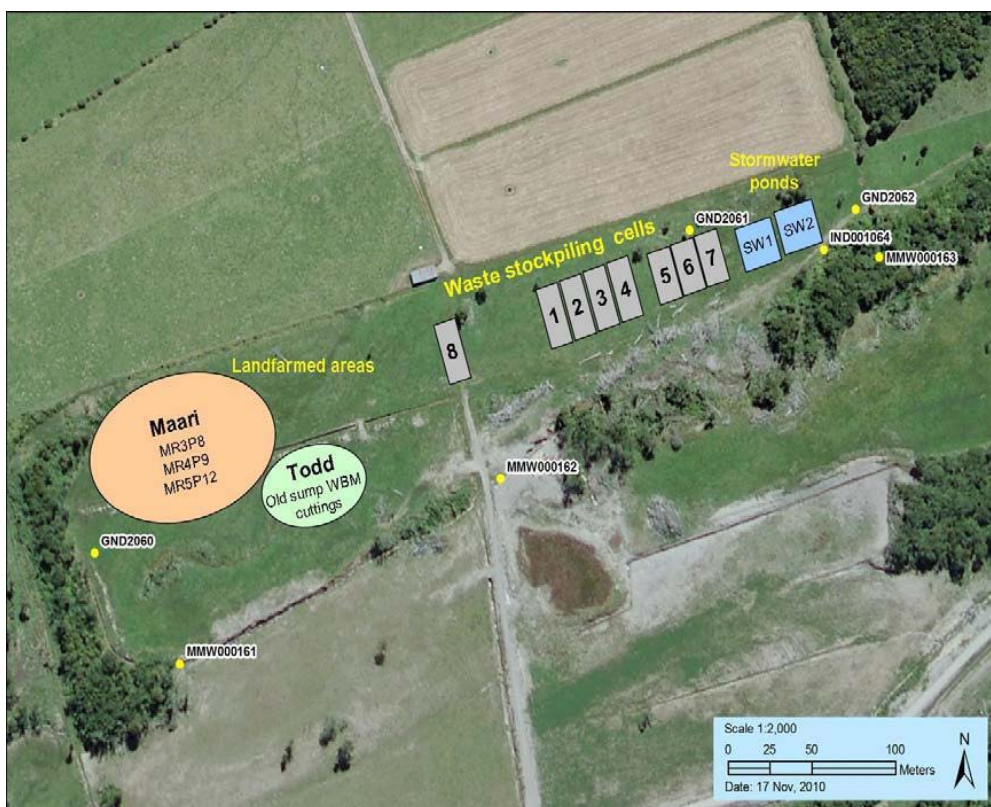 Stormwater
ponds
GND2062
GND2061
SW1
SW2
IND001064
MMW000163
Waste stockpiling cells
1
2
3
4
5
6
7
8
Landfarmed areas
Maari
MR3P8
MR4P9
MR5P12
Todd
Old sump WBM
cuttings
MMW000162
GND2060
MMW000161
Scale 1:2,000
0 25 50 100
Meters
N
Date: 17 Nov, 2010